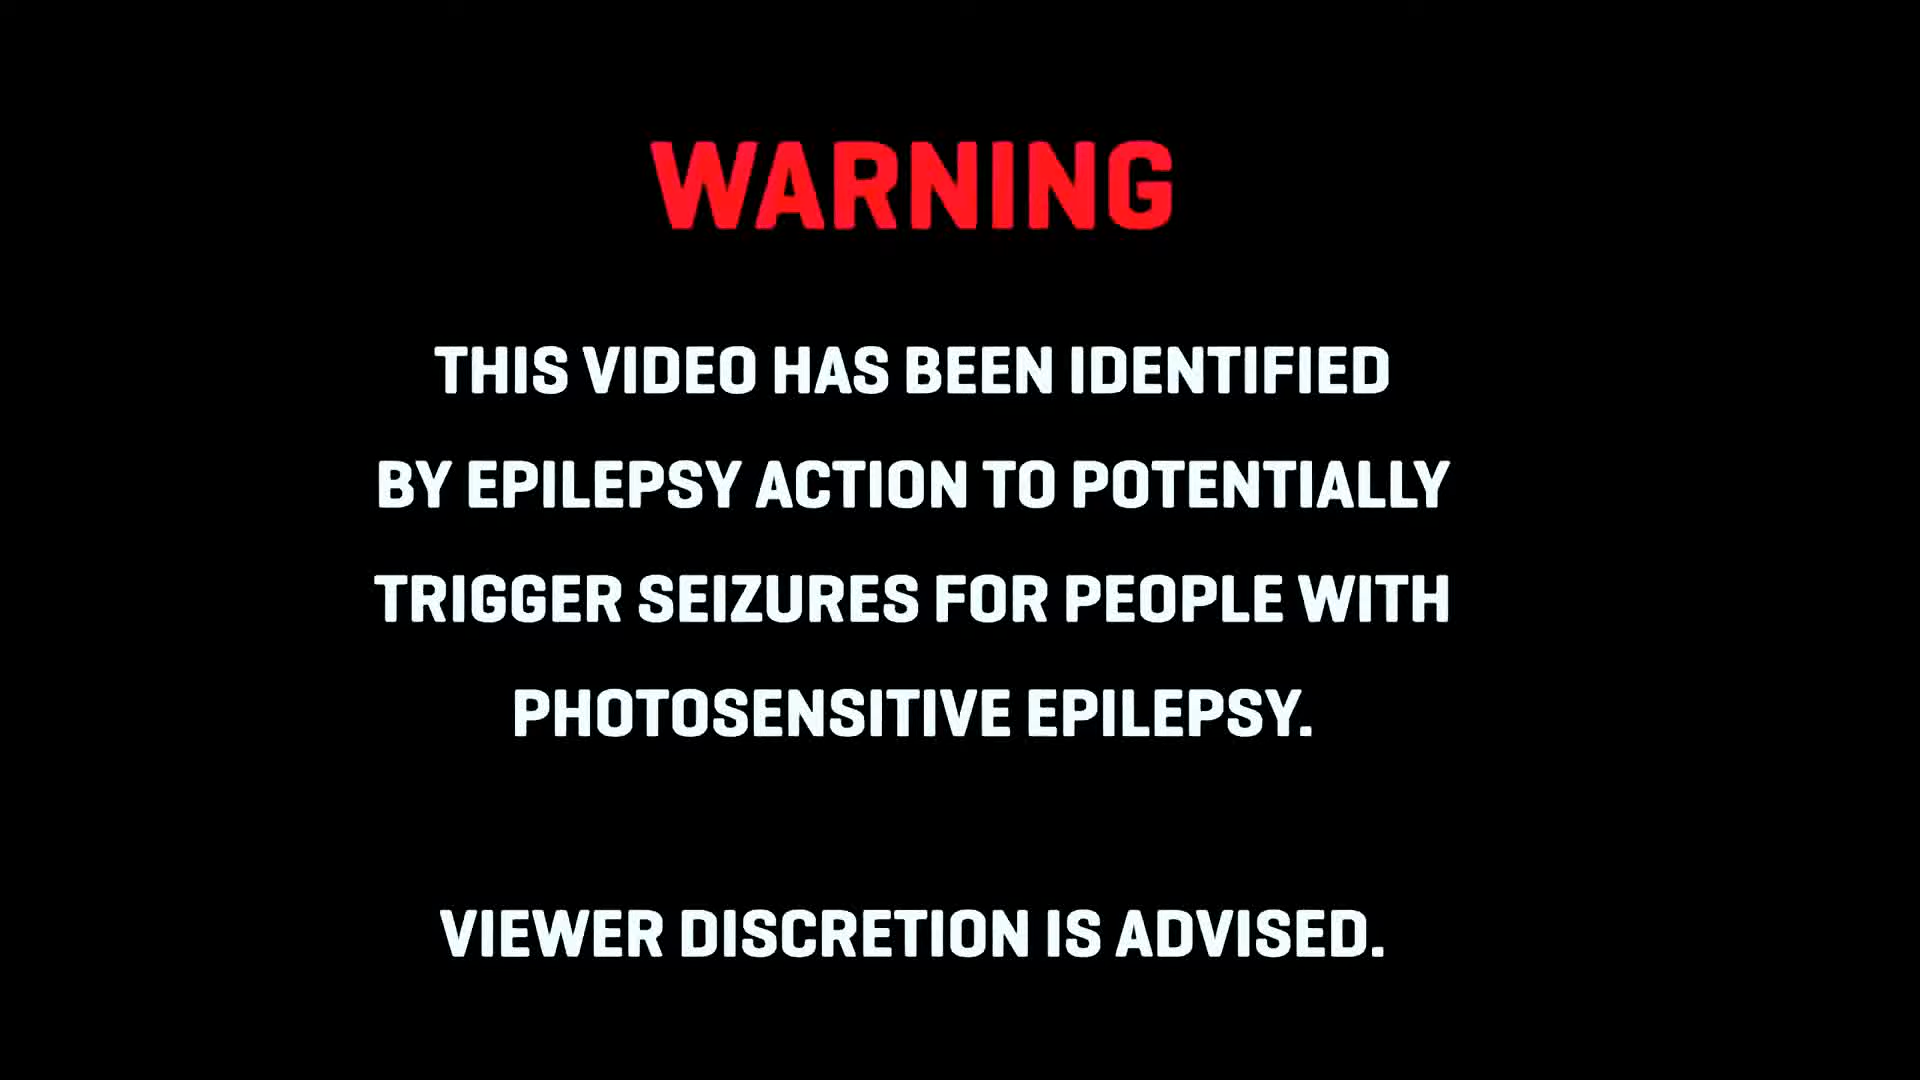 WARNING
THIS VIDEO HAS BEEN IDENTIFIED
BY EPILEPSY ACTION TO POTENTIALLY
TRIGGER SEIZURES FOR PEOPLE WITH
PHOTOSENSITIVE EPILEPSY.
VIEWER DISCRETION IS ADVISED.